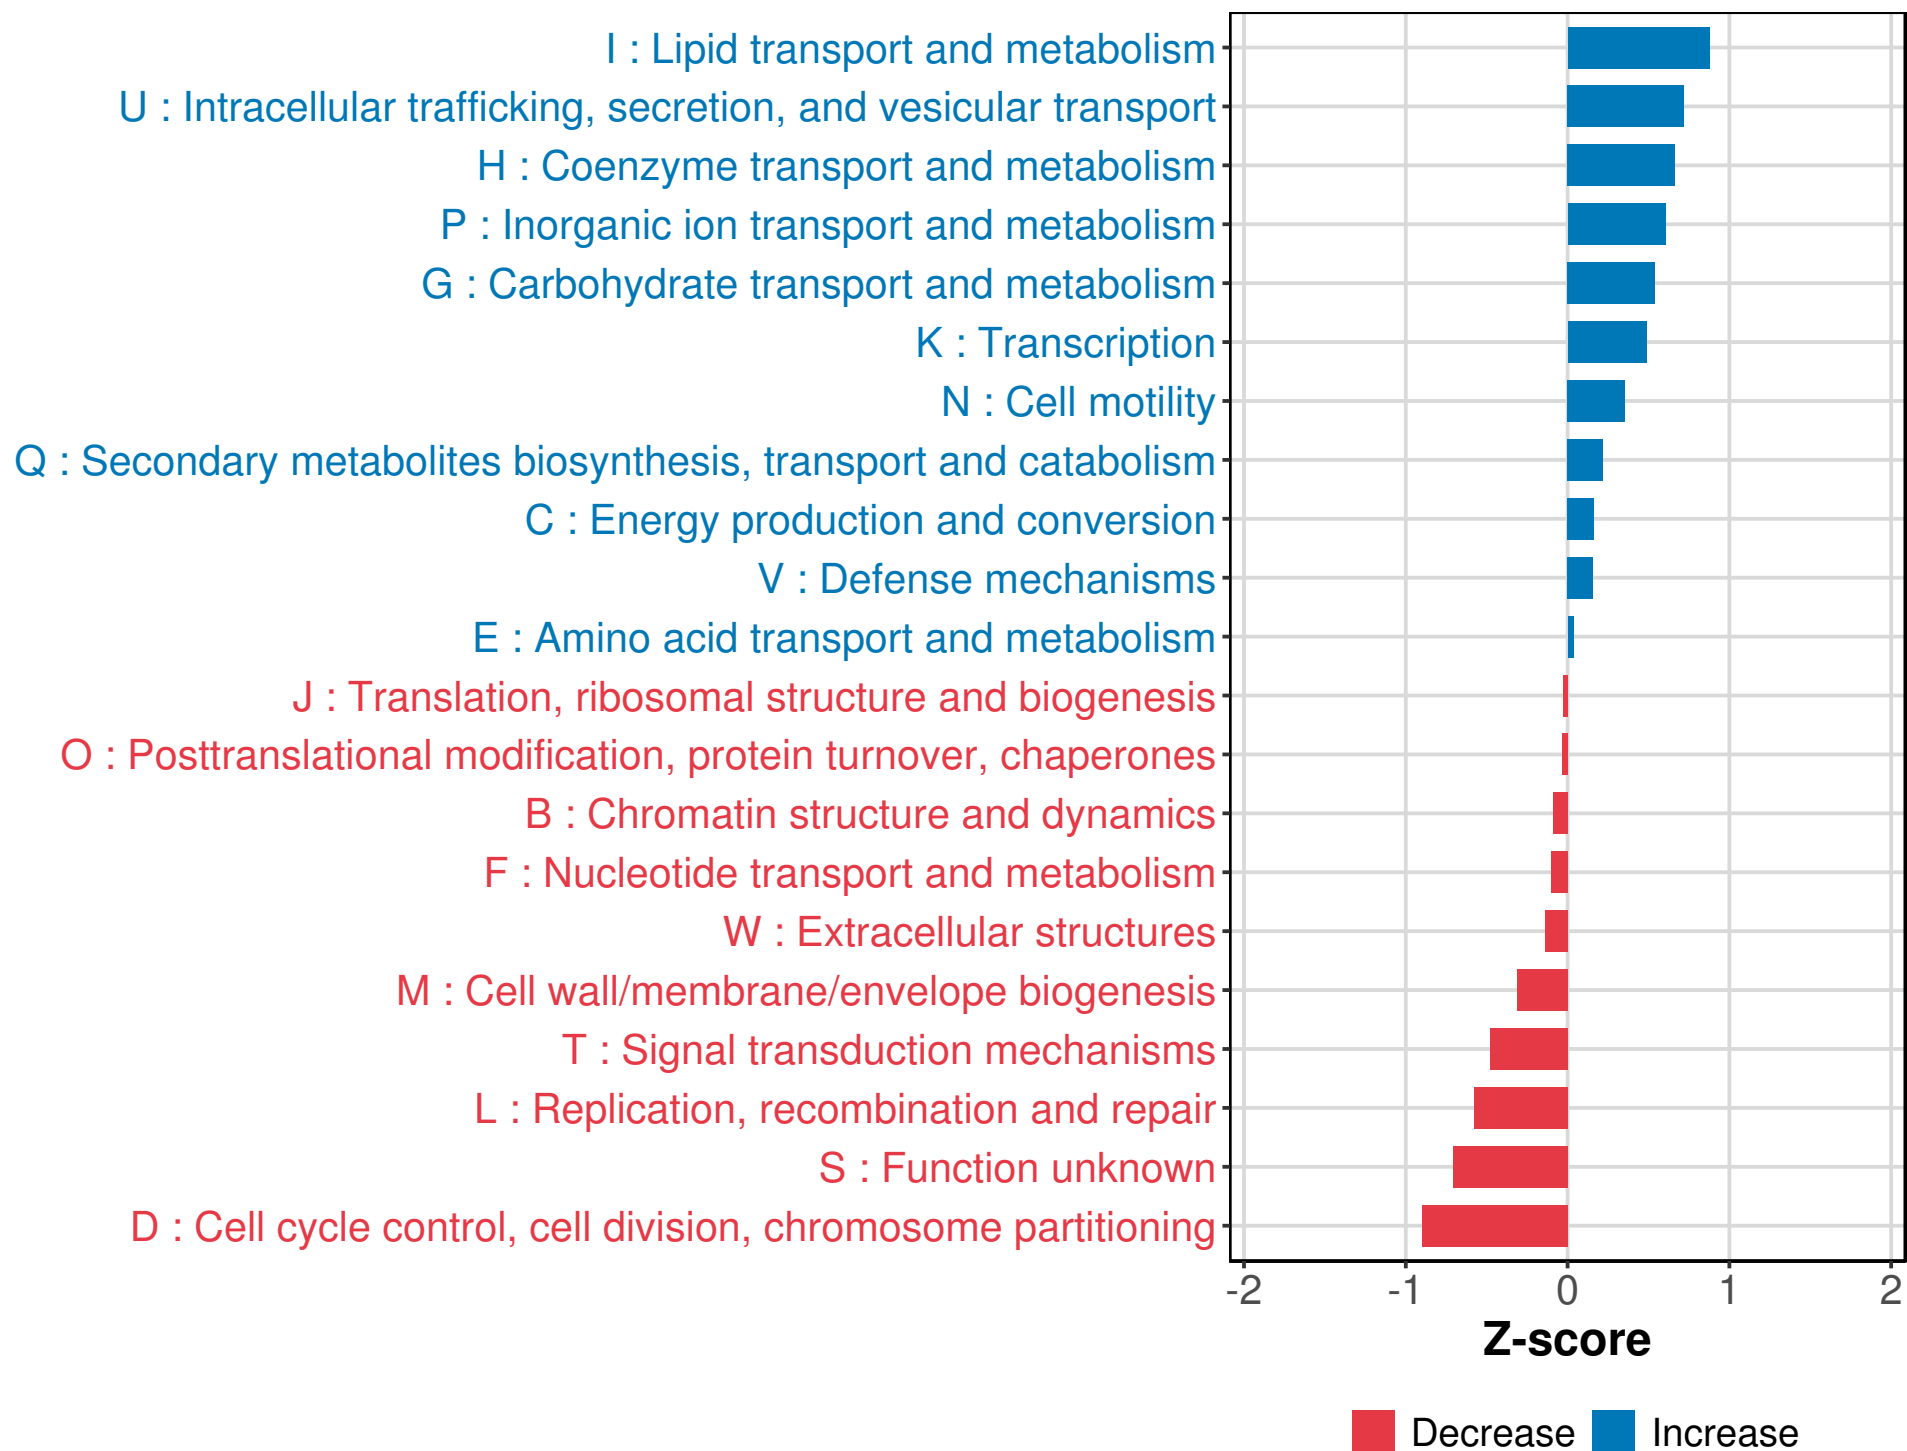 I : Lipid transport and metabolism
U : Intracellular trafficking, secretion, and vesicular transport
H : Coenzyme transport and metabolism
P : Inorganic ion transport and metabolism
G : Carbohydrate transport and metabolism
K : Transcription
N : Cell motility
Q : Secondary metabolites biosynthesis, transport and catabolism
C : Energy production and conversion
V : Defense mechanisms
E : Amino acid transport and metabolism
J : Translation, ribosomal structure and biogenesis
O : Posttranslational modification, protein turnover, chaperones
B : Chromatin structure and dynamics
F : Nucleotide transport and metabolism
W : Extracellular structures
M : Cell wall/membrane/envelope biogenesis
T : Signal transduction mechanisms
L : Replication, recombination and repair
S : Function unknown
D : Cell cycle control, cell division, chromosome partitioning
-2 -1 0 1 2
Z-score
Decrease Increase